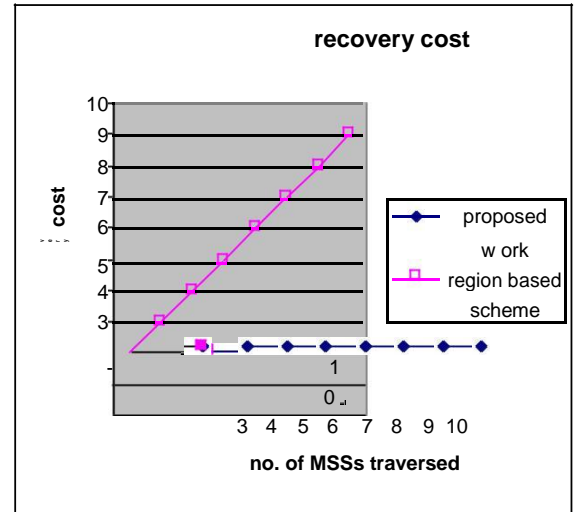 recovery cost
10
9
8
7
6
5
4
3
cost
proposed
w ork
region based
scheme
1
0
3 4 5 6 7 8 9 10
no. of MSSs traversed